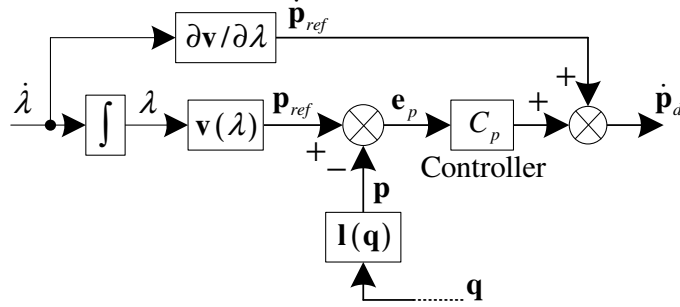 ∂v/∂λ
ṗ_ref
λ̇
∫
λ
v(λ)
p_ref
+
−
e_p
C_p
Controller
+
+
ṗ_d
p
l(q)
q